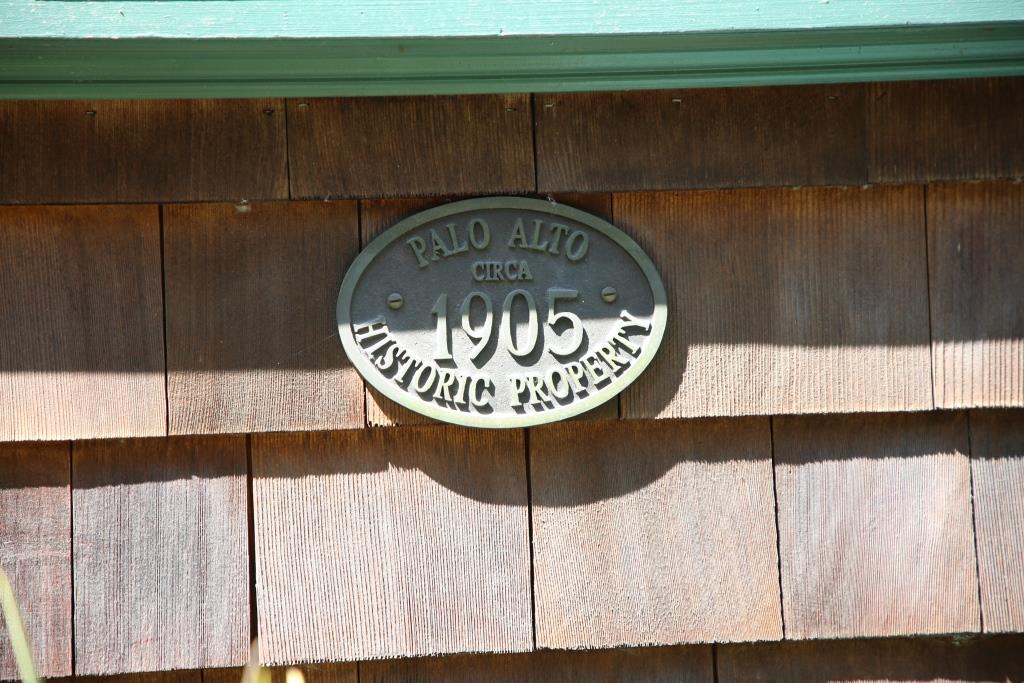 PALO ALTO
CIRCA
1905
HISTORIC PROPERTY